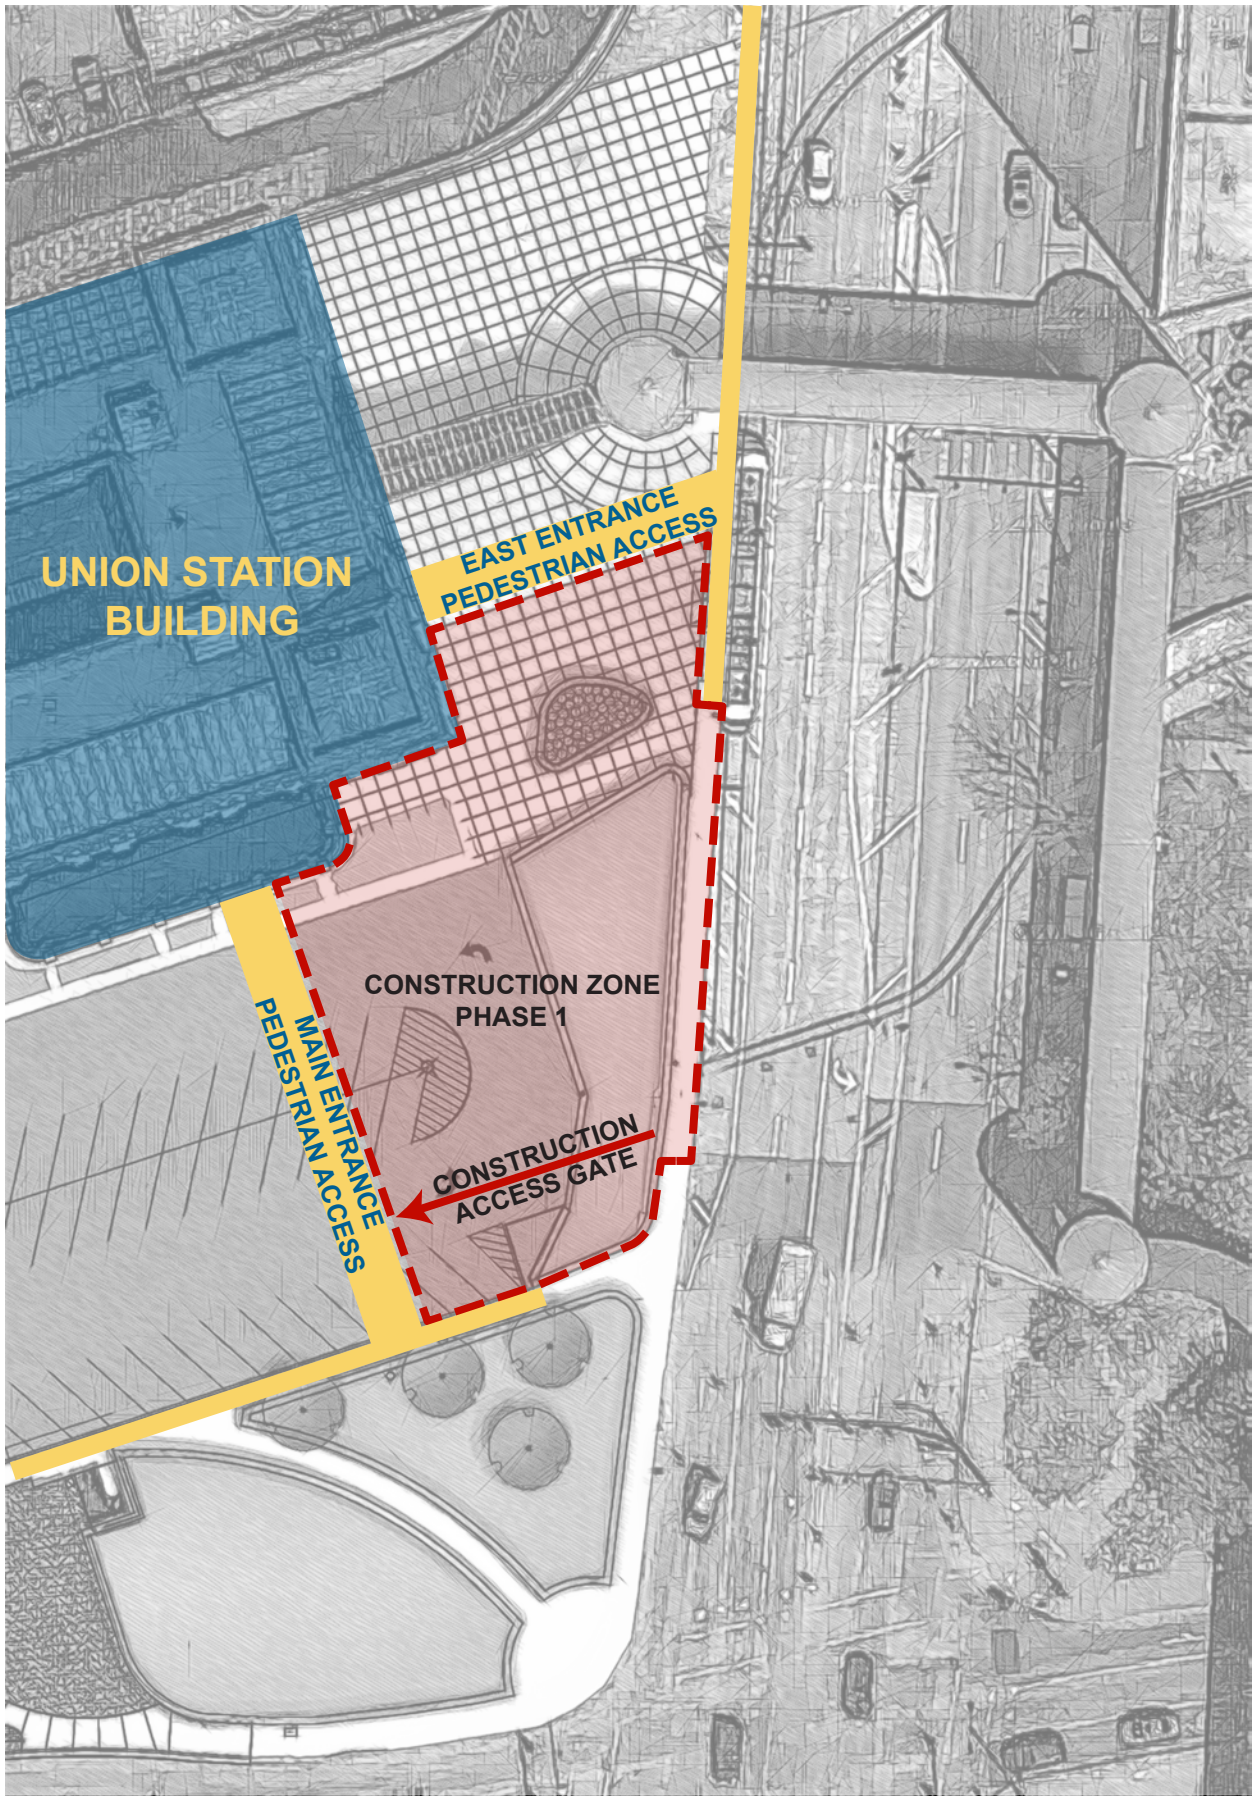 EAST ENTRANCE
PEDESTRIAN ACCESS
UNION STATION
BUILDING
CONSTRUCTION ZONE
PHASE 1
MAIN ENTRANCE
PEDESTRIAN ACCESS
CONSTRUCTION
ACCESS GATE